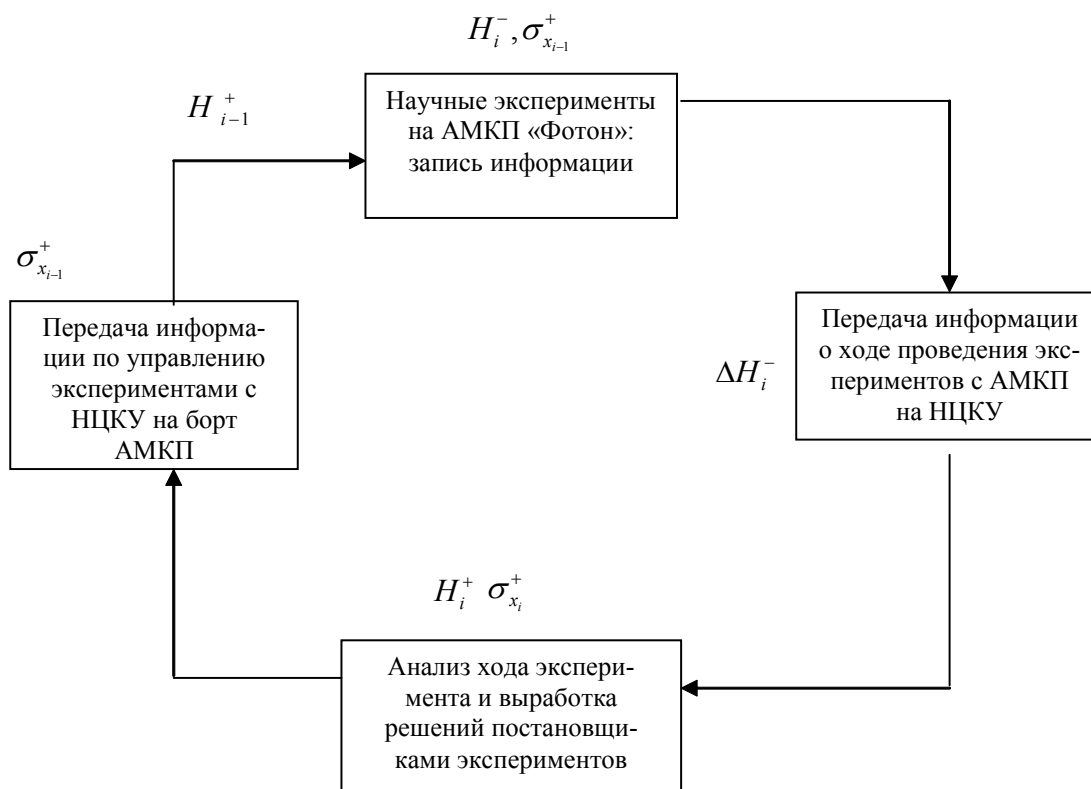 H_i^-, σ_{x_{i-1}}^+
Научные эксперименты
на АМКП «Фотон»:
запись информации
H_{i-1}^+
σ_{x_{i-1}}^+
Передача информа-
ции по управлению
экспериментами с
НЦКУ на борт
АМКП
Передача информации
о ходе проведения экс-
периментов с АМКП
на НЦКУ
ΔH_i^-
H_i^+ σ_{x_i}^+
Анализ хода экспери-
мента и выработка
решений постановщи-
ками экспериментов